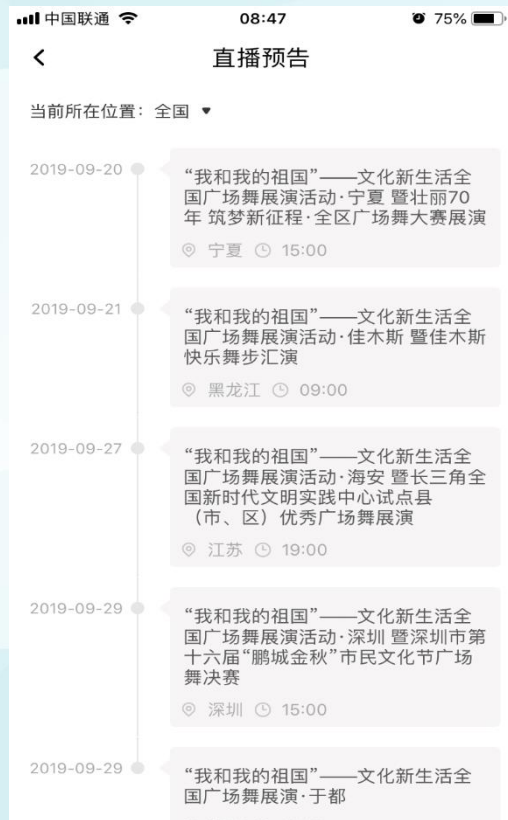 中国联通 08:47 75%
直播预告
当前所在位置：全国
2019-09-20
“我和我的祖国”——文化新生活全
国广场舞展演活动·宁夏 暨壮丽70
年 筑梦新征程·全区广场舞大赛展演
宁夏 15:00
2019-09-21
“我和我的祖国”——文化新生活全
国广场舞展演活动·佳木斯 暨佳木斯
快乐舞步汇演
黑龙江 09:00
2019-09-27
“我和我的祖国”——文化新生活全
国广场舞展演活动·海安 暨长三角全
国新时代文明实践中心试点县
（市、区）优秀广场舞展演
江苏 19:00
2019-09-29
“我和我的祖国”——文化新生活全
国广场舞展演活动·深圳 暨深圳市第
十六届“鹏城金秋”市民文化节广场
舞决赛
深圳 15:00
2019-09-29
“我和我的祖国”——文化新生活全
国广场舞展演·于都